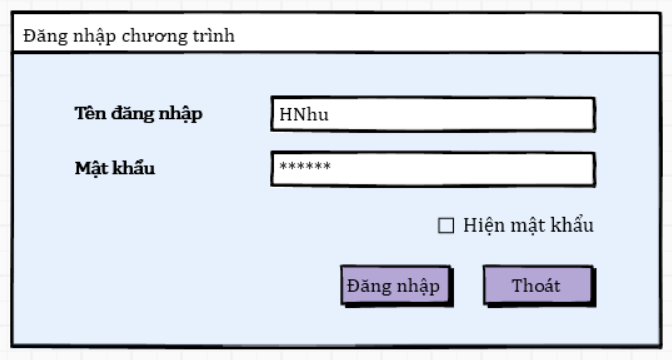 Đăng nhập chương trình
Tên đăng nhập HNhu
Mật khẩu ******
Hiện mật khẩu
Đăng nhập Thoát